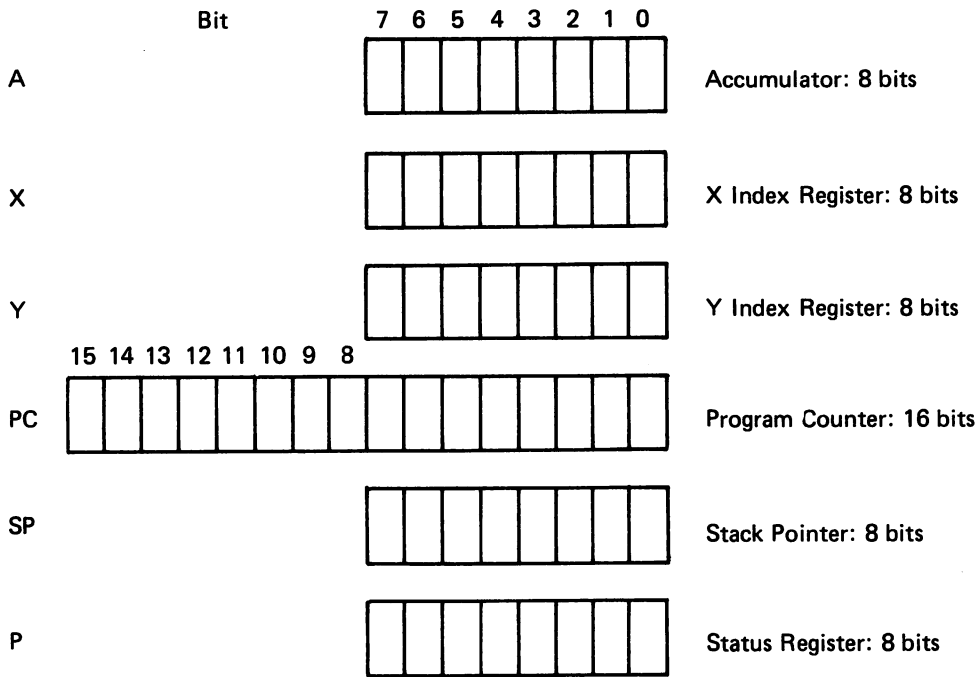 Bit 7 6 5 4 3 2 1 0
A Accumulator: 8 bits
X X Index Register: 8 bits
Y Y Index Register: 8 bits
15 14 13 12 11 10 9 8
PC Program Counter: 16 bits
SP Stack Pointer: 8 bits
P Status Register: 8 bits